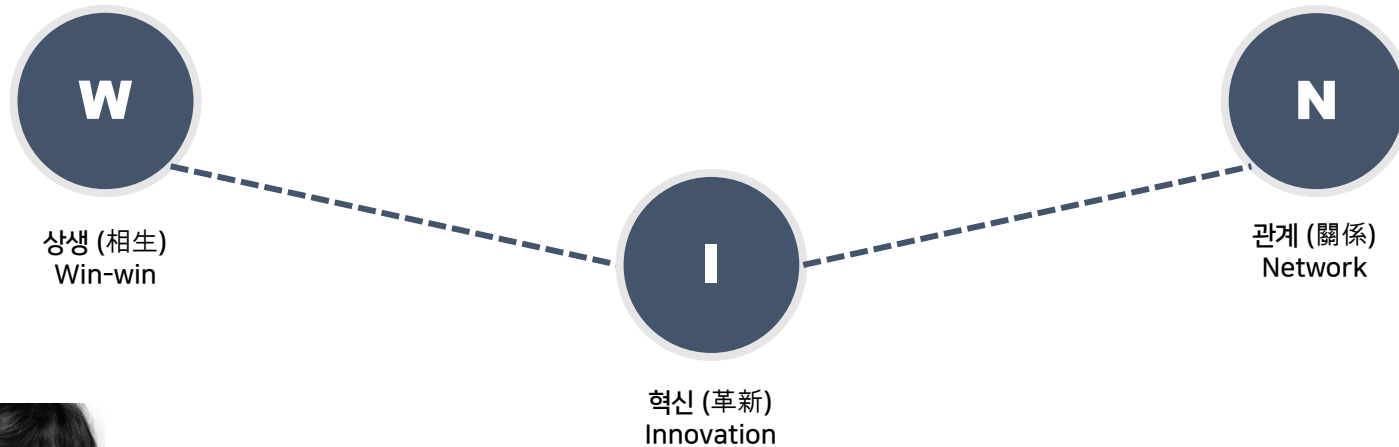 W
상생 (相生)
Win-win
I
혁신 (革新)
Innovation
N
관계 (關係)
Network